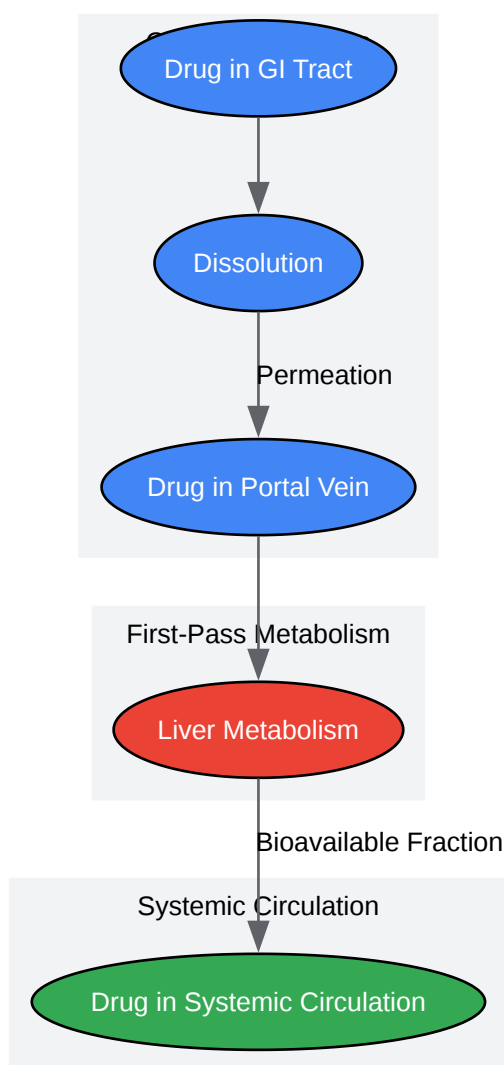 Drug in GI Tract
Dissolution
Permeation
Drug in Portal Vein
First-Pass Metabolism
Liver Metabolism
Bioavailable Fraction
Systemic Circulation
Drug in Systemic Circulation